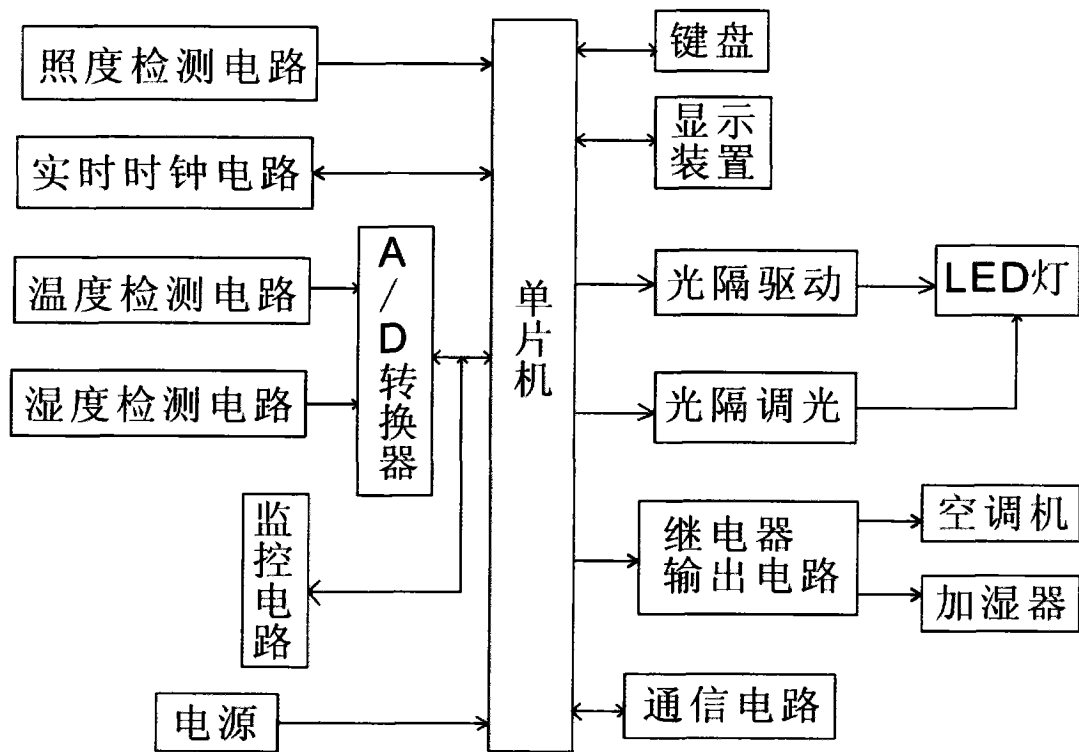 照度检测电路
实时时钟电路
温度检测电路
湿度检测电路
A
/
D
转
换
器
监
控
电
路
电源
单
片
机
键盘
显示
装置
光隔驱动
LED灯
光隔调光
继电器
输出电路
空调机
加湿器
通信电路